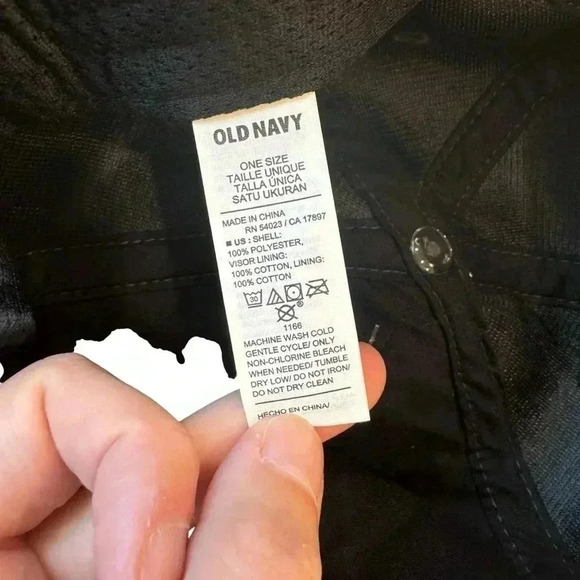 OLD NAVY
ONE SIZE
TAILLE UNIQUE
TALLA ÚNICA
SATU UKURAN
MADE IN CHINA
RN 54023 / CA 17897
■ US : SHELL:
100% POLYESTER,
VISOR LINING:
100% COTTON, LINING:
100% COTTON
30
1166
MACHINE WASH COLD
GENTLE CYCLE/ ONLY
NON-CHLORINE BLEACH
WHEN NEEDED/ TUMBLE
DRY LOW/ DO NOT IRON/
DO NOT DRY CLEAN
HECHO EN CHINA/